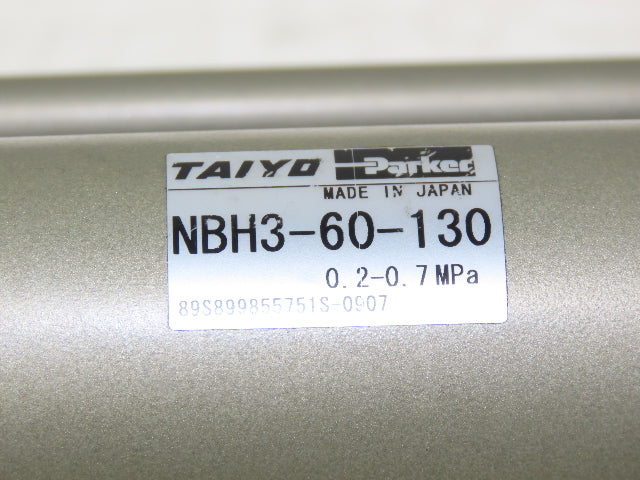 TAIYO Parker
MADE IN JAPAN
NBH3-60-130
0.2-0.7MPa
89S899855751S-0907